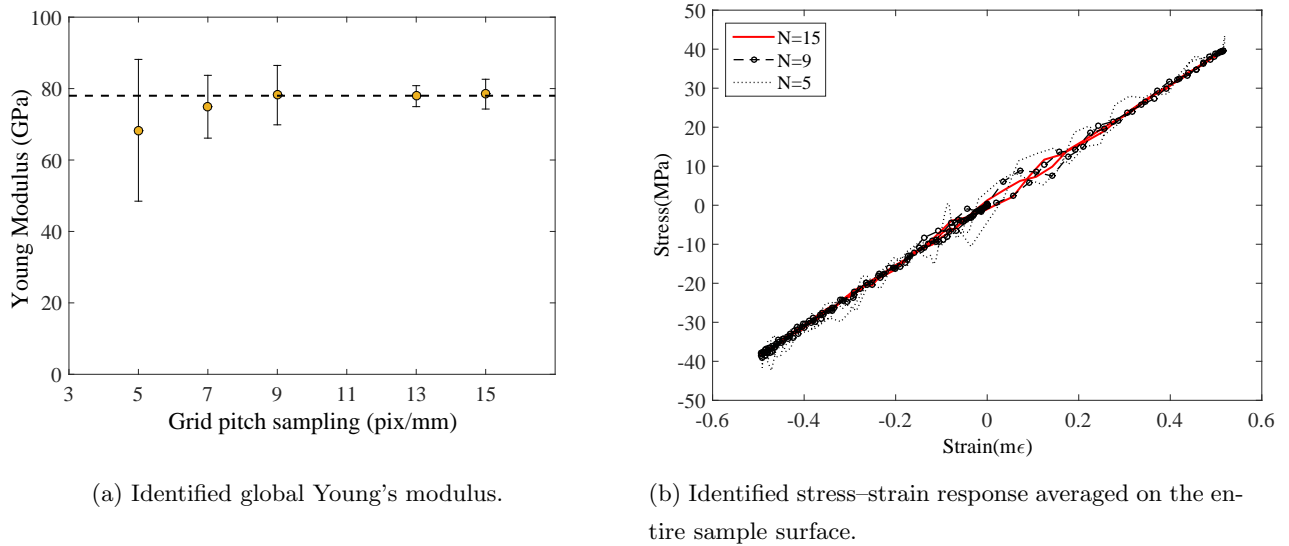 100
80
60
40
20
0
3 5 7 9 11 13 15
Young Modulus (GPa)
Grid pitch sampling (pix/mm)
(a) Identified global Young's modulus.
50
40
30
20
10
0
-10
-20
-30
-40
-50
-0.6 -0.4 -0.2 0 0.2 0.4 0.6
Stress(MPa)
Strain(mϵ)
N=15
N=9
N=5
(b) Identified stress–strain response averaged on the en-
tire sample surface.